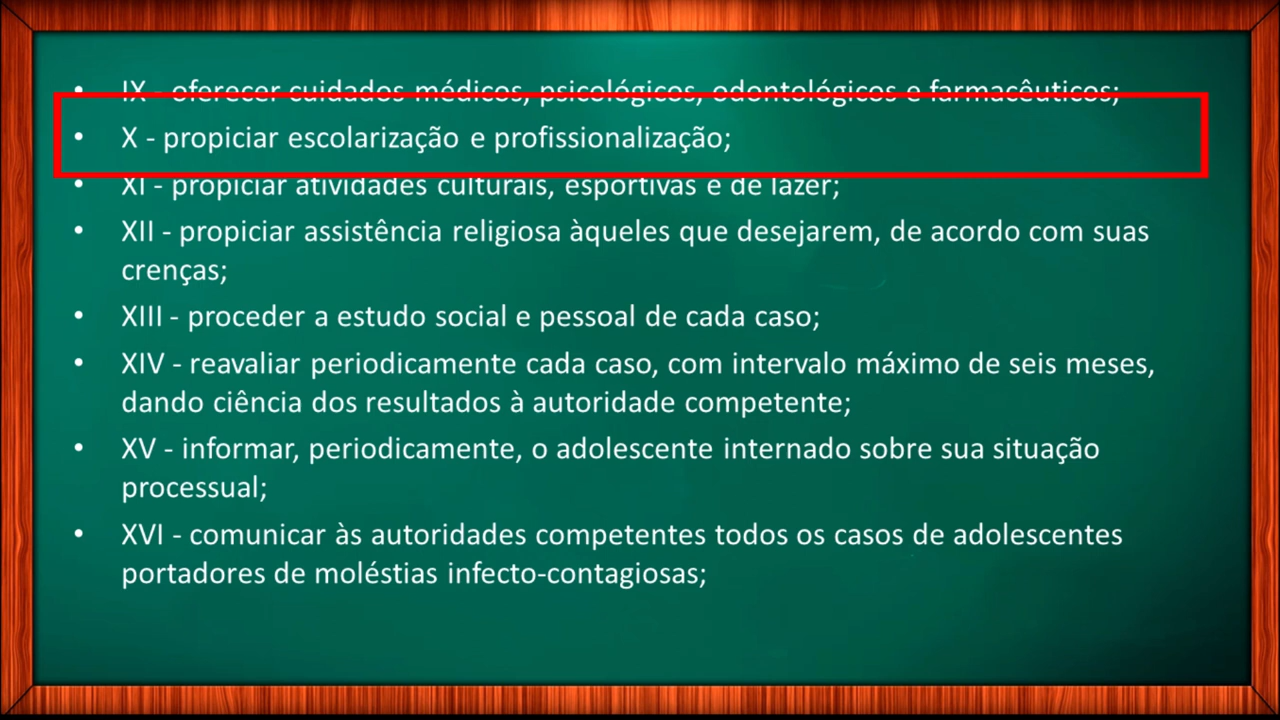 • IX - oferecer cuidados médicos, psicológicos, odontológicos e farmacêuticos;
• X - propiciar escolarização e profissionalização;
• XI - propiciar atividades culturais, esportivas e de lazer;
• XII - propiciar assistência religiosa àqueles que desejarem, de acordo com suas
crenças;
• XIII - proceder a estudo social e pessoal de cada caso;
• XIV - reavaliar periodicamente cada caso, com intervalo máximo de seis meses,
dando ciência dos resultados à autoridade competente;
• XV - informar, periodicamente, o adolescente internado sobre sua situação
processual;
• XVI - comunicar às autoridades competentes todos os casos de adolescentes
portadores de moléstias infecto-contagiosas;